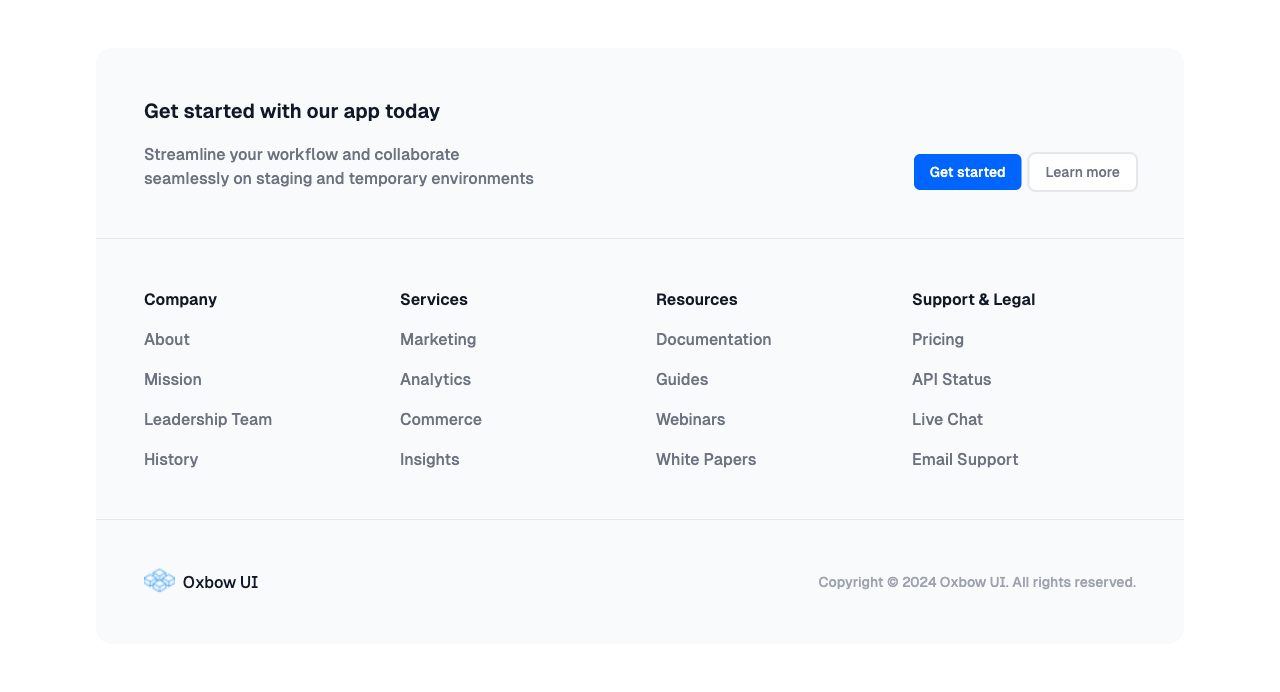 Get started with our app today
Streamline your workflow and collaborate
seamlessly on staging and temporary environments
Get started
Learn more
Company
About
Mission
Leadership Team
History
Services
Marketing
Analytics
Commerce
Insights
Resources
Documentation
Guides
Webinars
White Papers
Support & Legal
Pricing
API Status
Live Chat
Email Support
Oxbow UI
Copyright © 2024 Oxbow UI. All rights reserved.